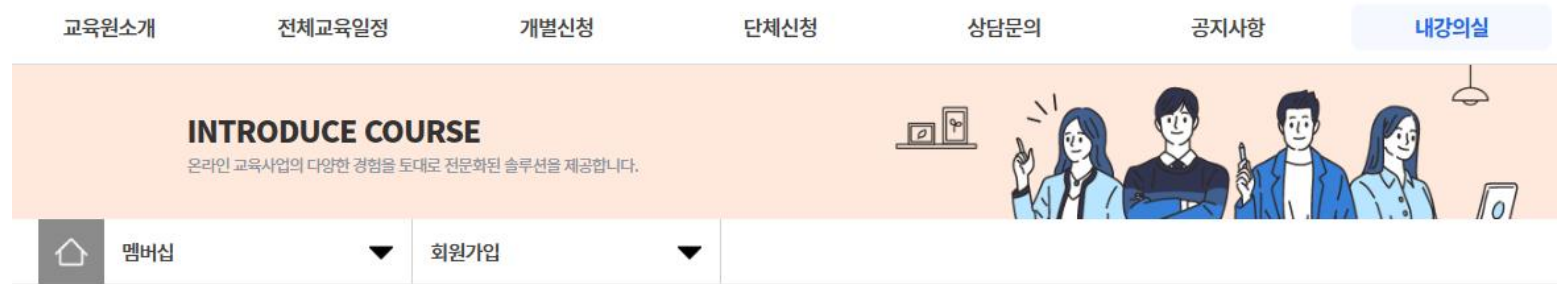 교육원소개 전체교육일정 개별신청 단체신청 상담문의 공지사항 내강의실
INTRODUCE COURSE
온라인 교육사업의 다양한 경험을 토대로 전문화된 솔루션을 제공합니다.
멤버십 회원가입